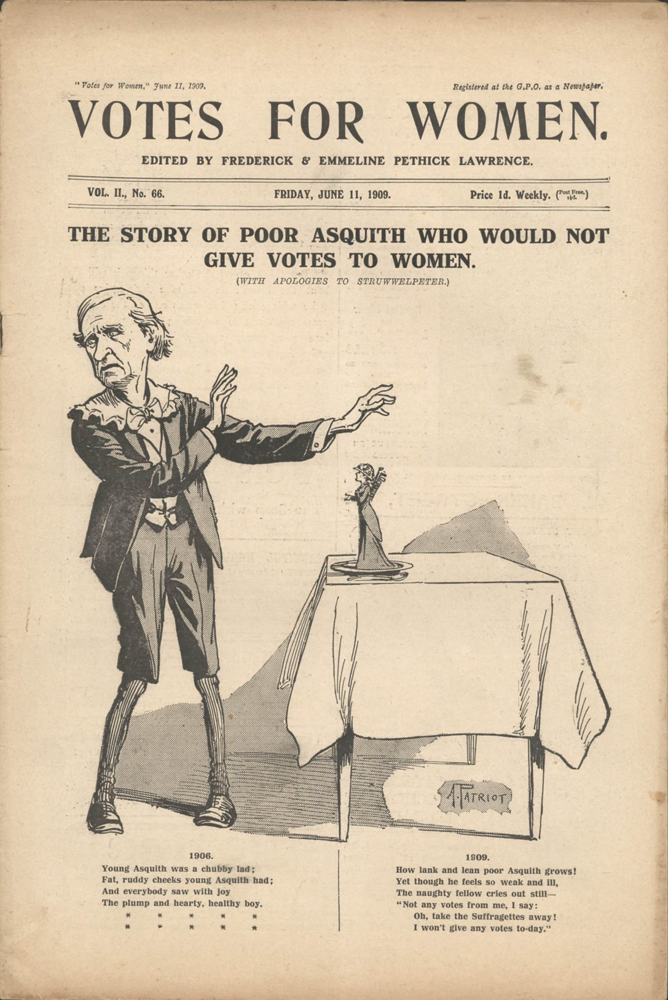 "Votes for Women," June 11, 1909.
Registered at the G.P.O. as a Newspaper.
VOTES FOR WOMEN.
EDITED BY FREDERICK & EMMELINE PETHICK LAWRENCE.
VOL. II., No. 66.
FRIDAY, JUNE 11, 1909.
Price 1d. Weekly. (Post Free, 1½d.)
THE STORY OF POOR ASQUITH WHO WOULD NOT
GIVE VOTES TO WOMEN.
(WITH APOLOGIES TO STRUWWELPETER.)
A. PATRIOT
1906.
Young Asquith was a chubby lad;
Fat, ruddy cheeks young Asquith had;
And everybody saw with joy
The plump and hearty, healthy boy.
* * * * *
* * * * *
1909.
How lank and lean poor Asquith grows!
Yet though he feels so weak and ill,
The naughty fellow cries out still—
"Not any votes from me, I say:
Oh, take the Suffragettes away!
I won't give any votes to-day."